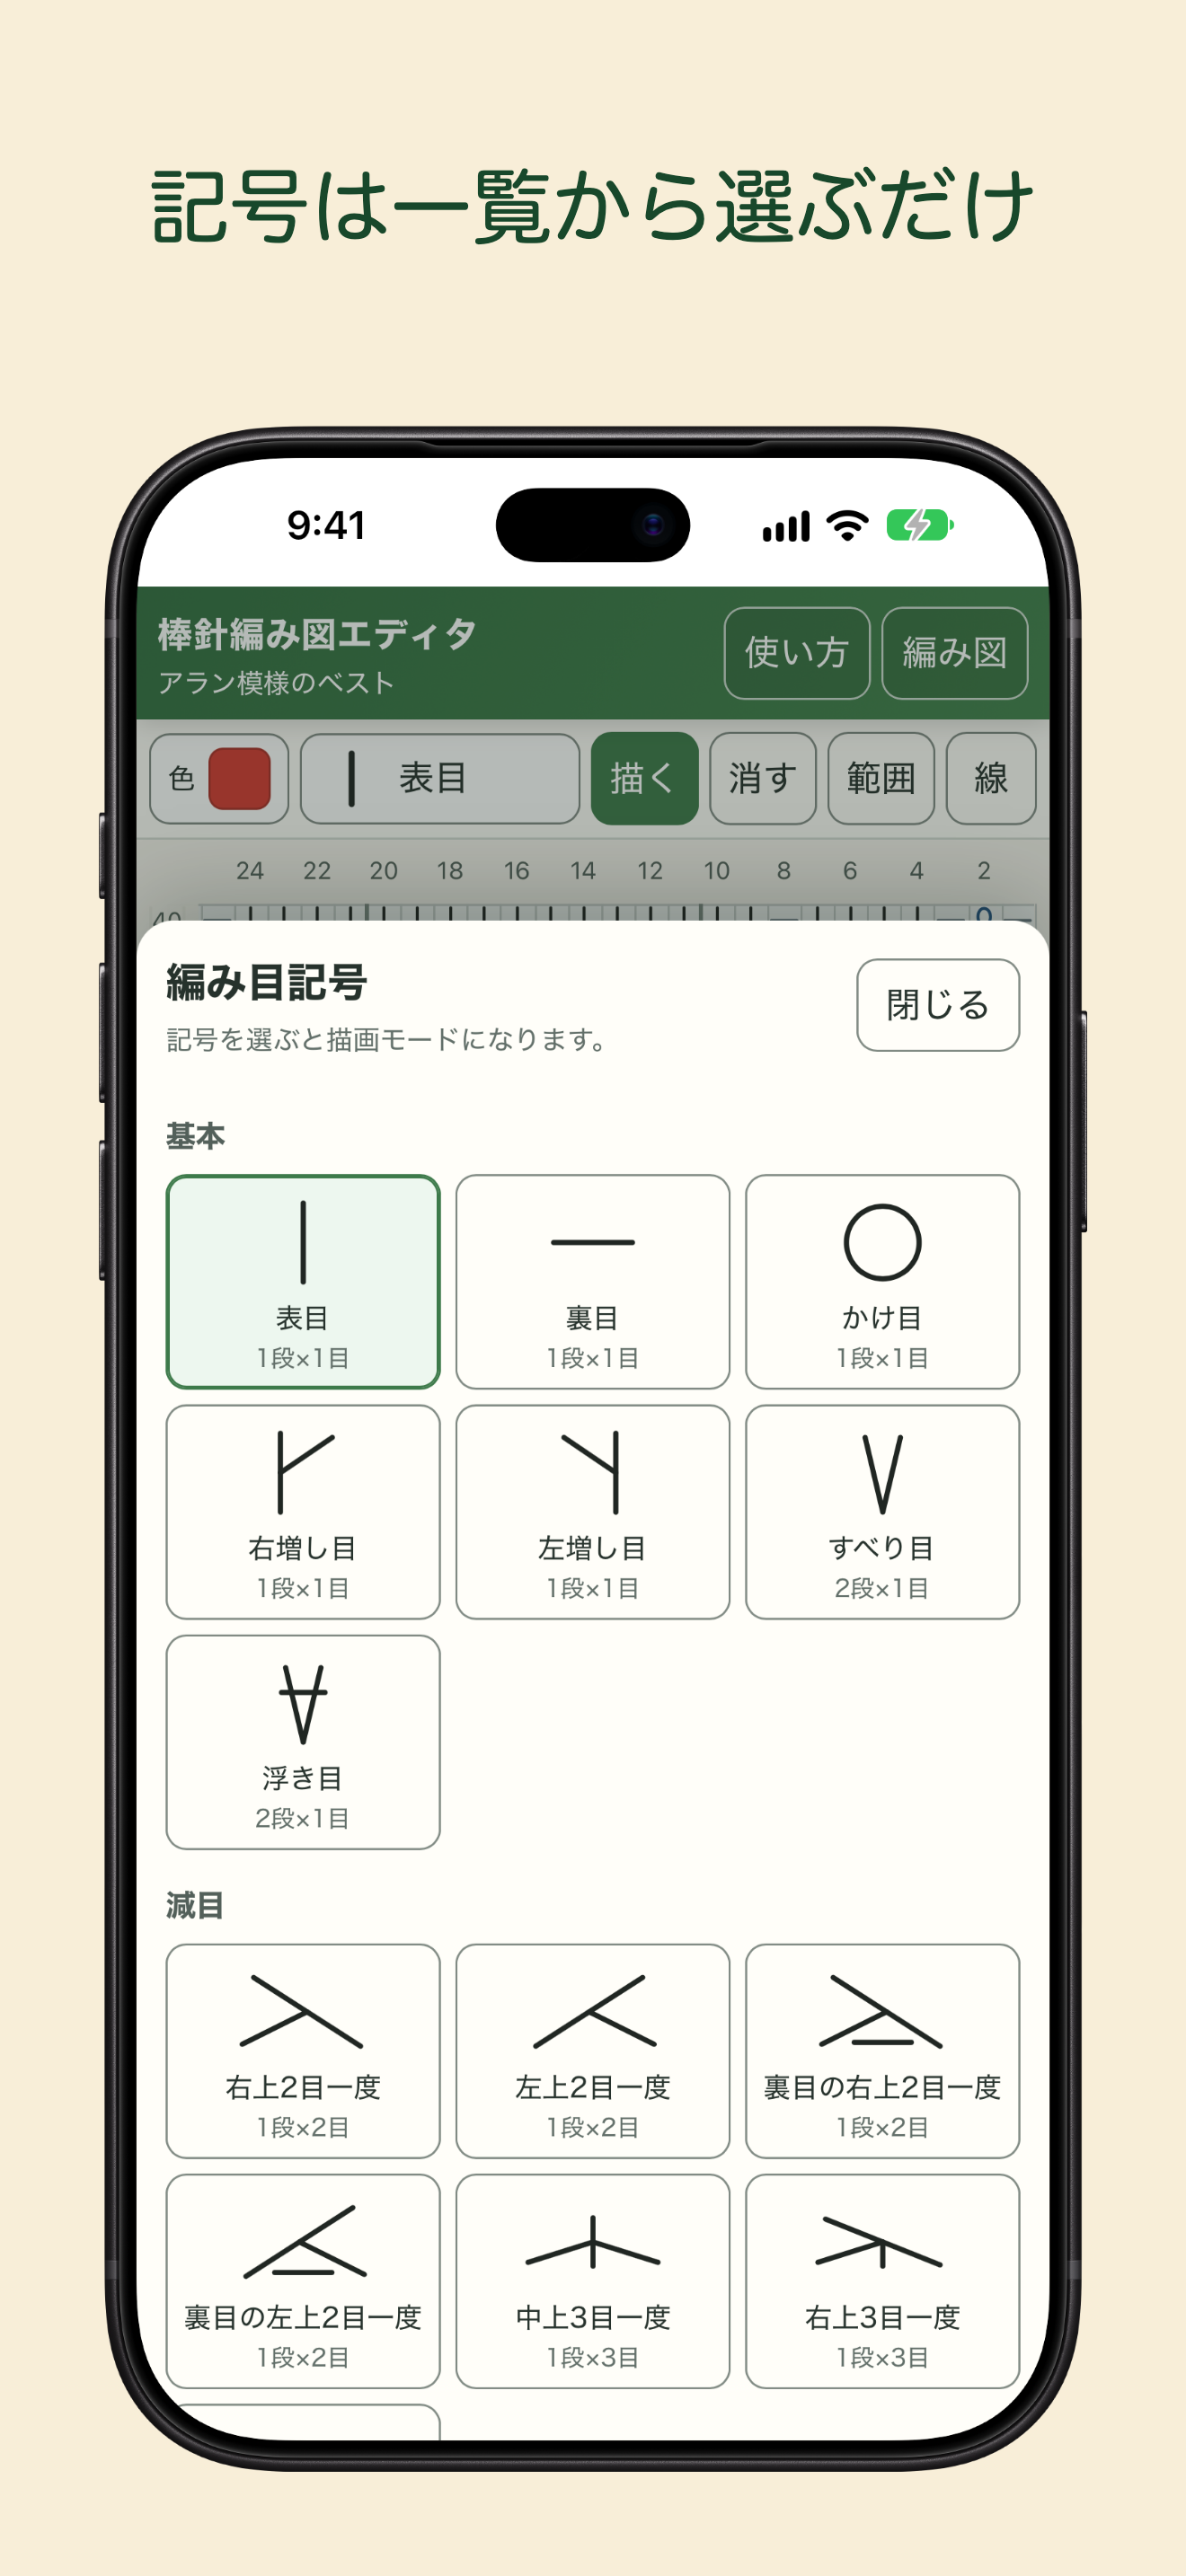 記号は一覧から選ぶだけ
9:41
棒針編み図エディタ
アラン模様のベスト
使い方
編み図
色
表目
描く
消す
範囲
線
24 22 20 18 16 14 12 10 8 6 4 2
40
編み目記号
記号を選ぶと描画モードになります。
閉じる
基本
表目
1段×1目
裏目
1段×1目
かけ目
1段×1目
右増し目
1段×1目
左増し目
1段×1目
すべり目
2段×1目
浮き目
2段×1目
減目
右上2目一度
1段×2目
左上2目一度
1段×2目
裏目の右上2目一度
1段×2目
裏目の左上2目一度
1段×2目
中上3目一度
1段×3目
右上3目一度
1段×3目